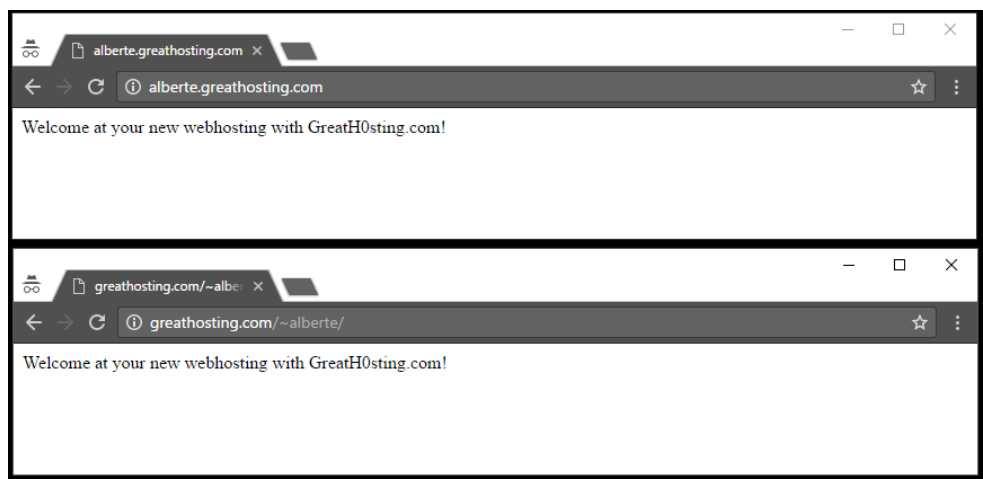 alberte.greathosting.com
alberte.greathosting.com
Welcome at your new webhosting with GreatH0sting.com!
greathosting.com/~alber
greathosting.com/~alberte/
Welcome at your new webhosting with GreatH0sting.com!